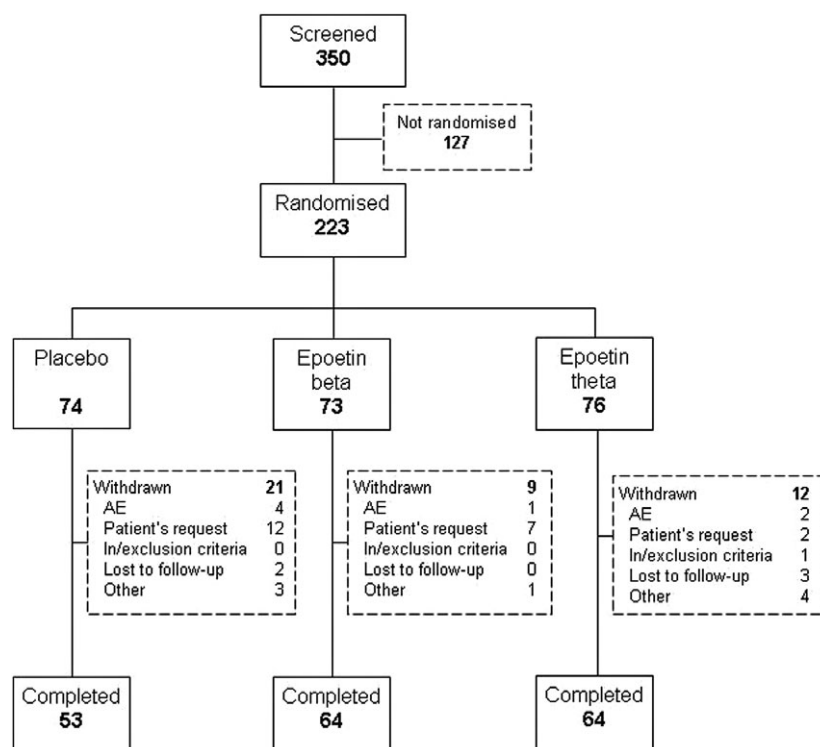 Screened
350
Not randomised
127
Randomised
223
Placebo
74
Epoetin
beta
73
Epoetin
theta
76
Withdrawn 21
AE 4
Patient's request 12
In/exclusion criteria 0
Lost to follow-up 2
Other 3
Withdrawn 9
AE 1
Patient's request 7
In/exclusion criteria 0
Lost to follow-up 0
Other 1
Withdrawn 12
AE 2
Patient's request 2
In/exclusion criteria 1
Lost to follow-up 3
Other 4
Completed
53
Completed
64
Completed
64